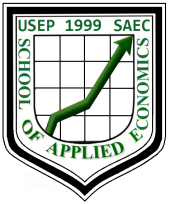 USEP 1999 SAEC
SCHOOL OF APPLIED ECONOMICS